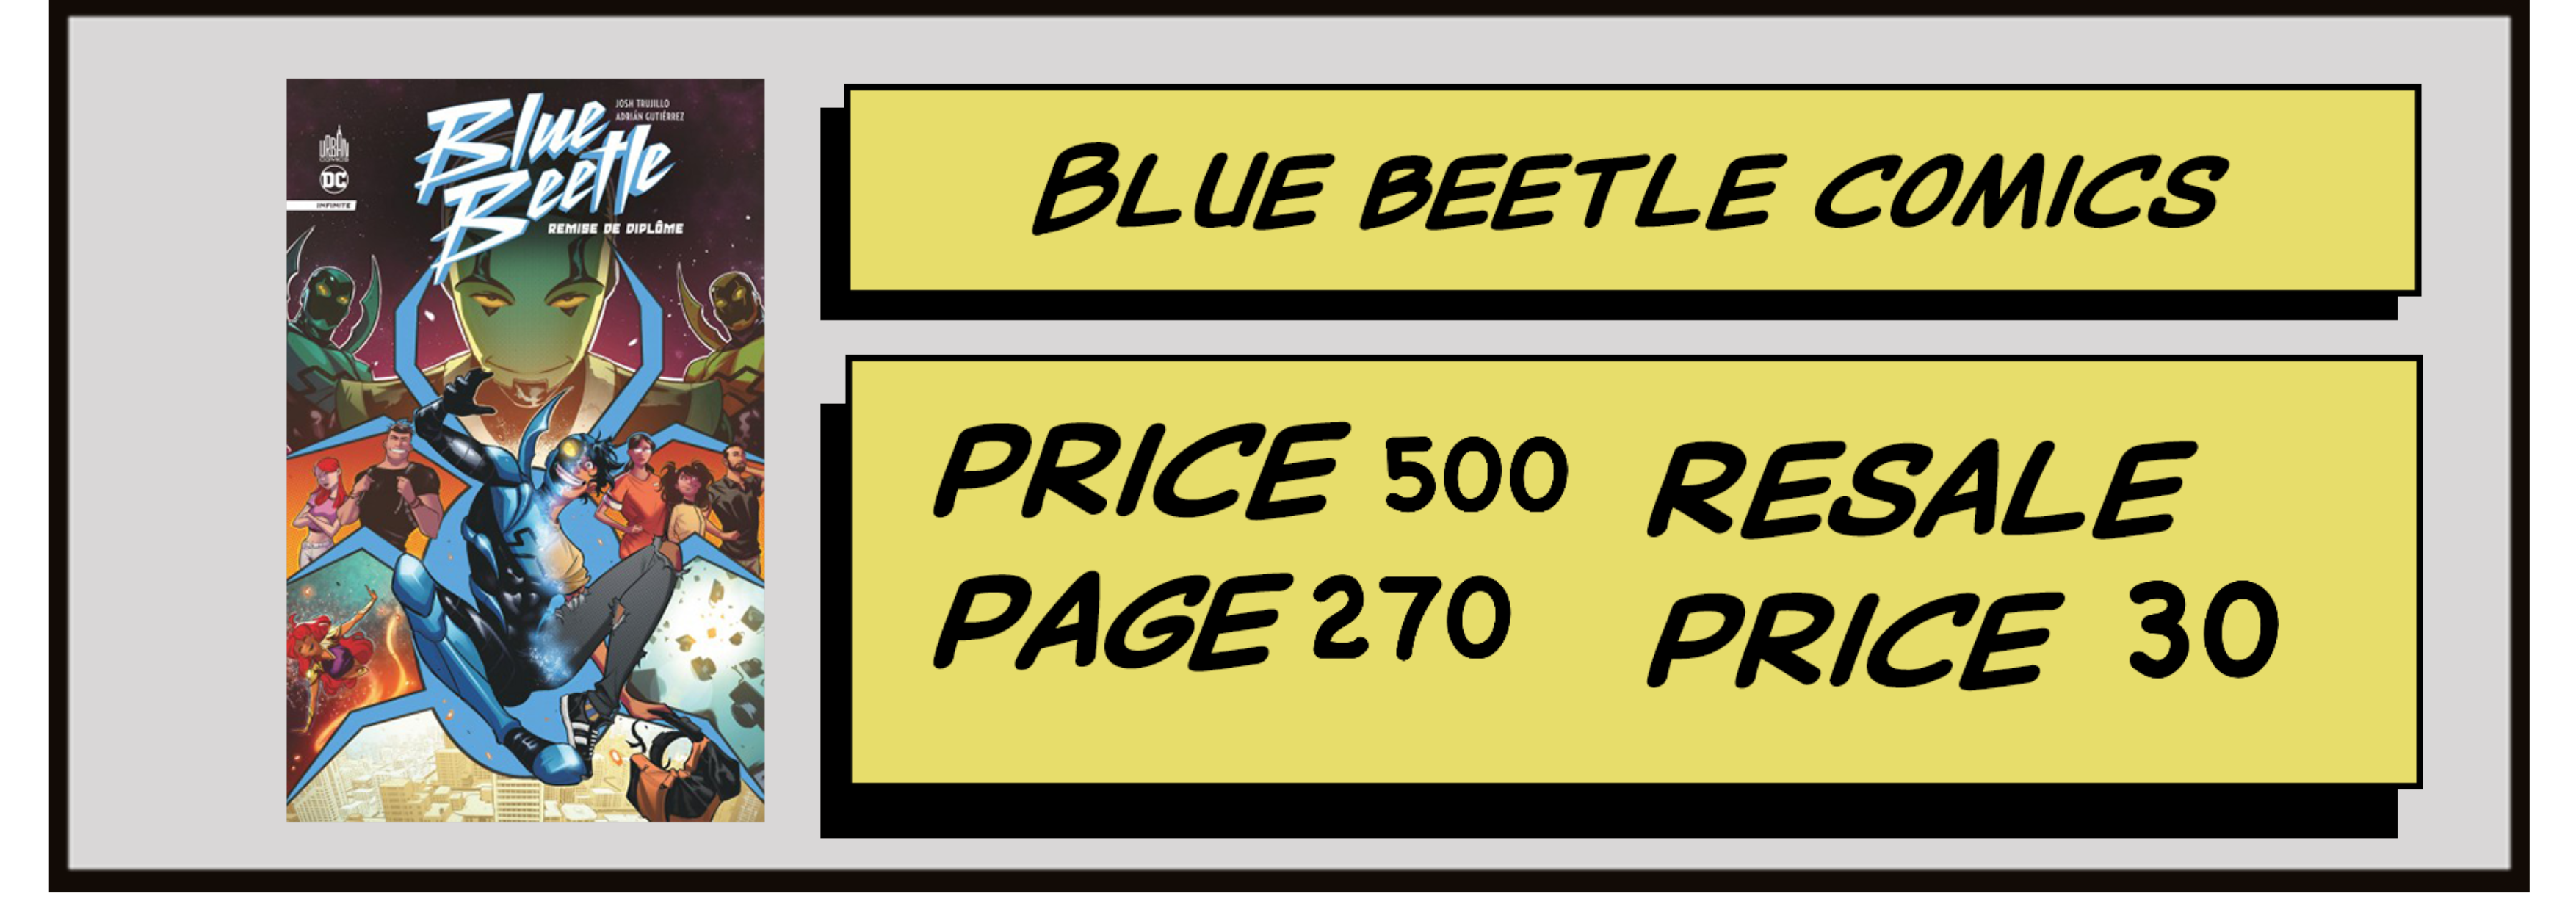 JOSH TRUJILLO
ADRIÁN GUTIÉRREZ
Blue
Beetle
REMISE DE DIPLÔME
URBAN
COMICS
DC
INFINITE
BLUE BEETLE COMICS
PRICE 500
PAGE 270
RESALE
PRICE 30